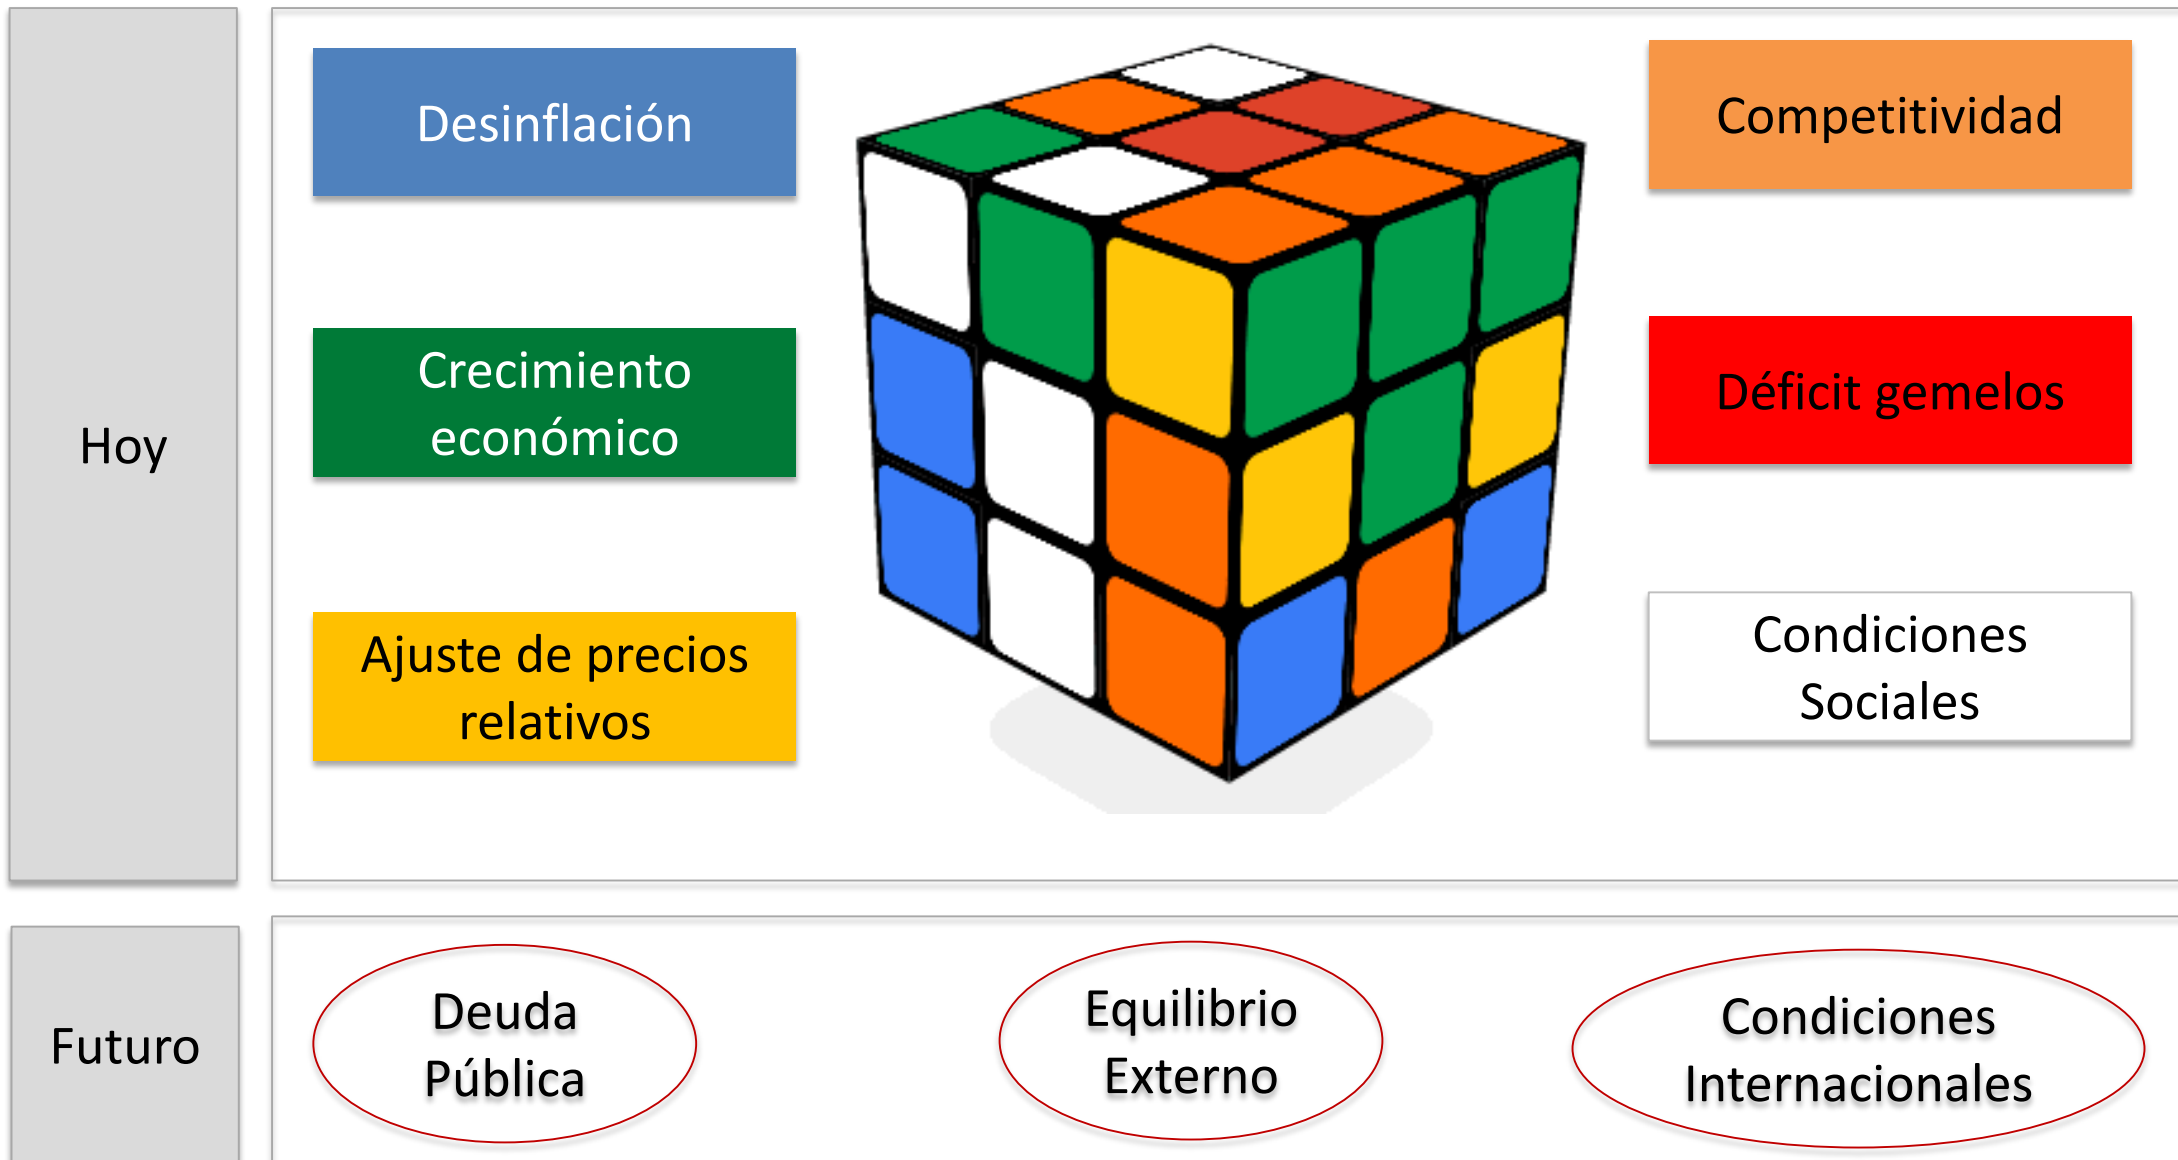 Hoy
Desinflación
Crecimiento
económico
Ajuste de precios
relativos
Competitividad
Déficit gemelos
Condiciones
Sociales
Futuro
Deuda
Pública
Equilibrio
Externo
Condiciones
Internacionales